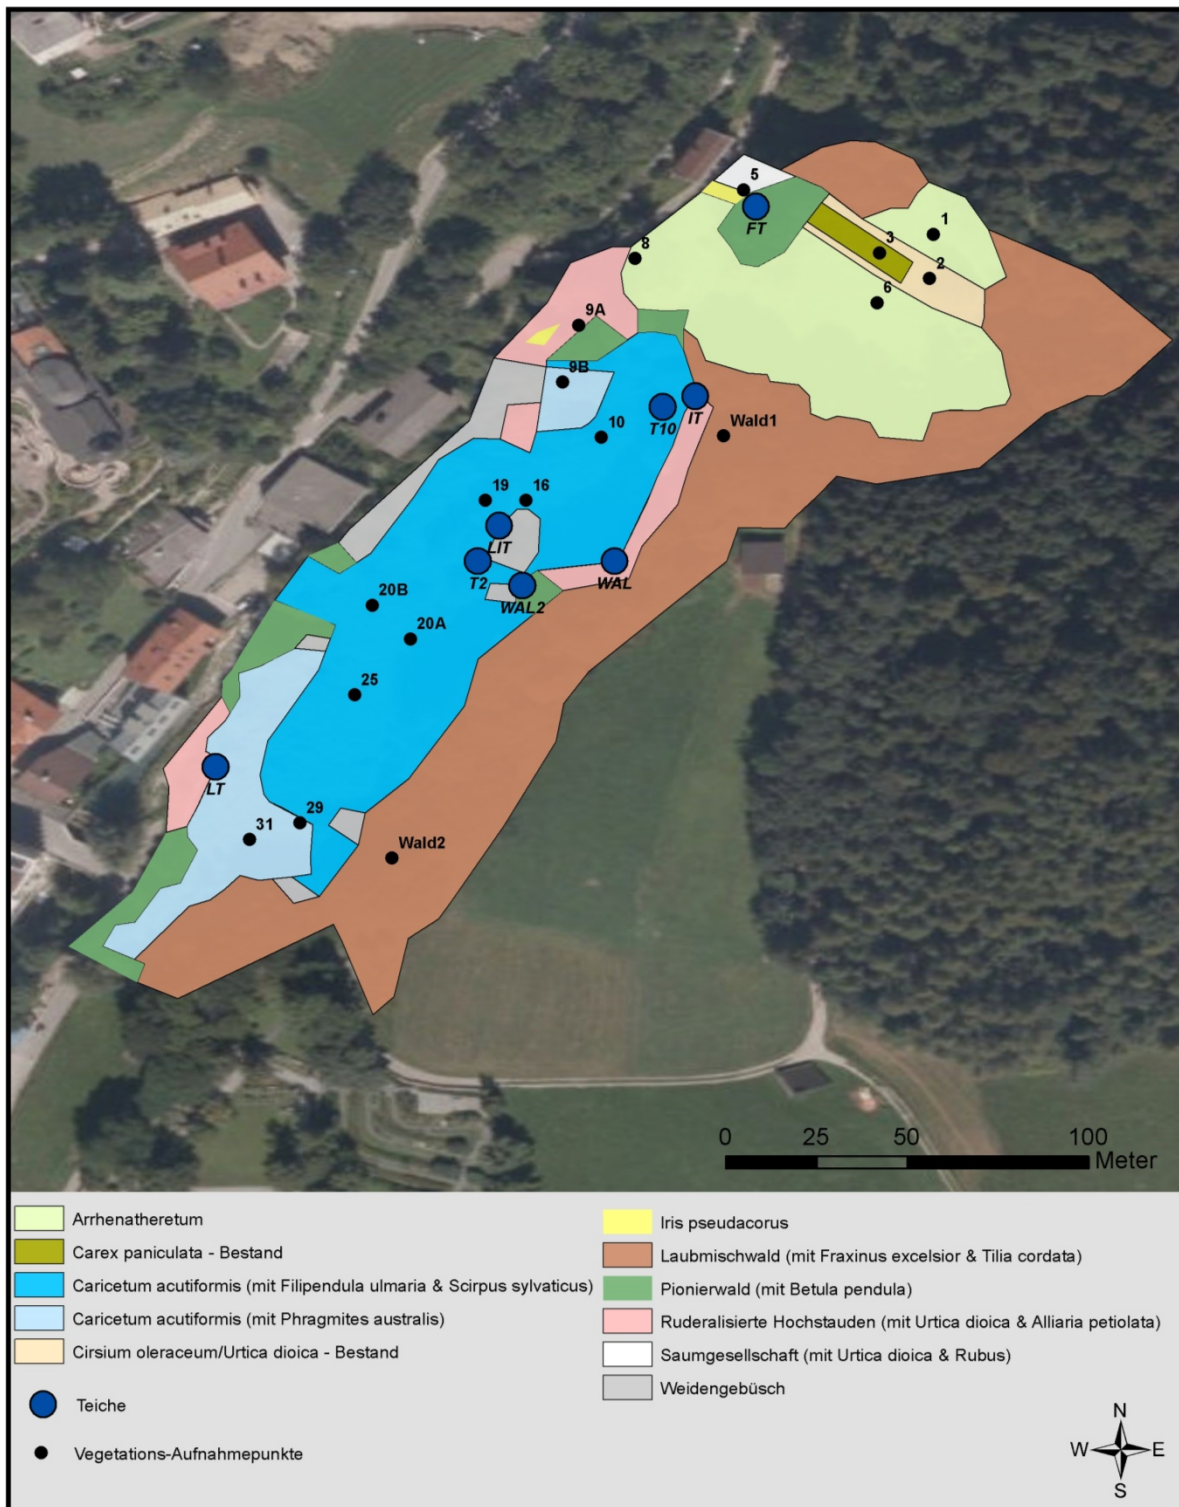 5
1
FT
3
8
2
6
9A
9B
IT
T10
10
Wald1
19
16
LIT
T2
WAL
WAL2
20B
20A
25
LT
29
31
Wald2
0 25 50 100
Meter
Arrhenatheretum
Carex paniculata - Bestand
Caricetum acutiformis (mit Filipendula ulmaria & Scirpus sylvaticus)
Caricetum acutiformis (mit Phragmites australis)
Cirsium oleraceum/Urtica dioica - Bestand
Teiche
Vegetations-Aufnahmepunkte
Iris pseudacorus
Laubmischwald (mit Fraxinus excelsior & Tilia cordata)
Pionierwald (mit Betula pendula)
Ruderalisierte Hochstauden (mit Urtica dioica & Alliaria petiolata)
Saumgesellschaft (mit Urtica dioica & Rubus)
Weidengebüsch
N
W E
S